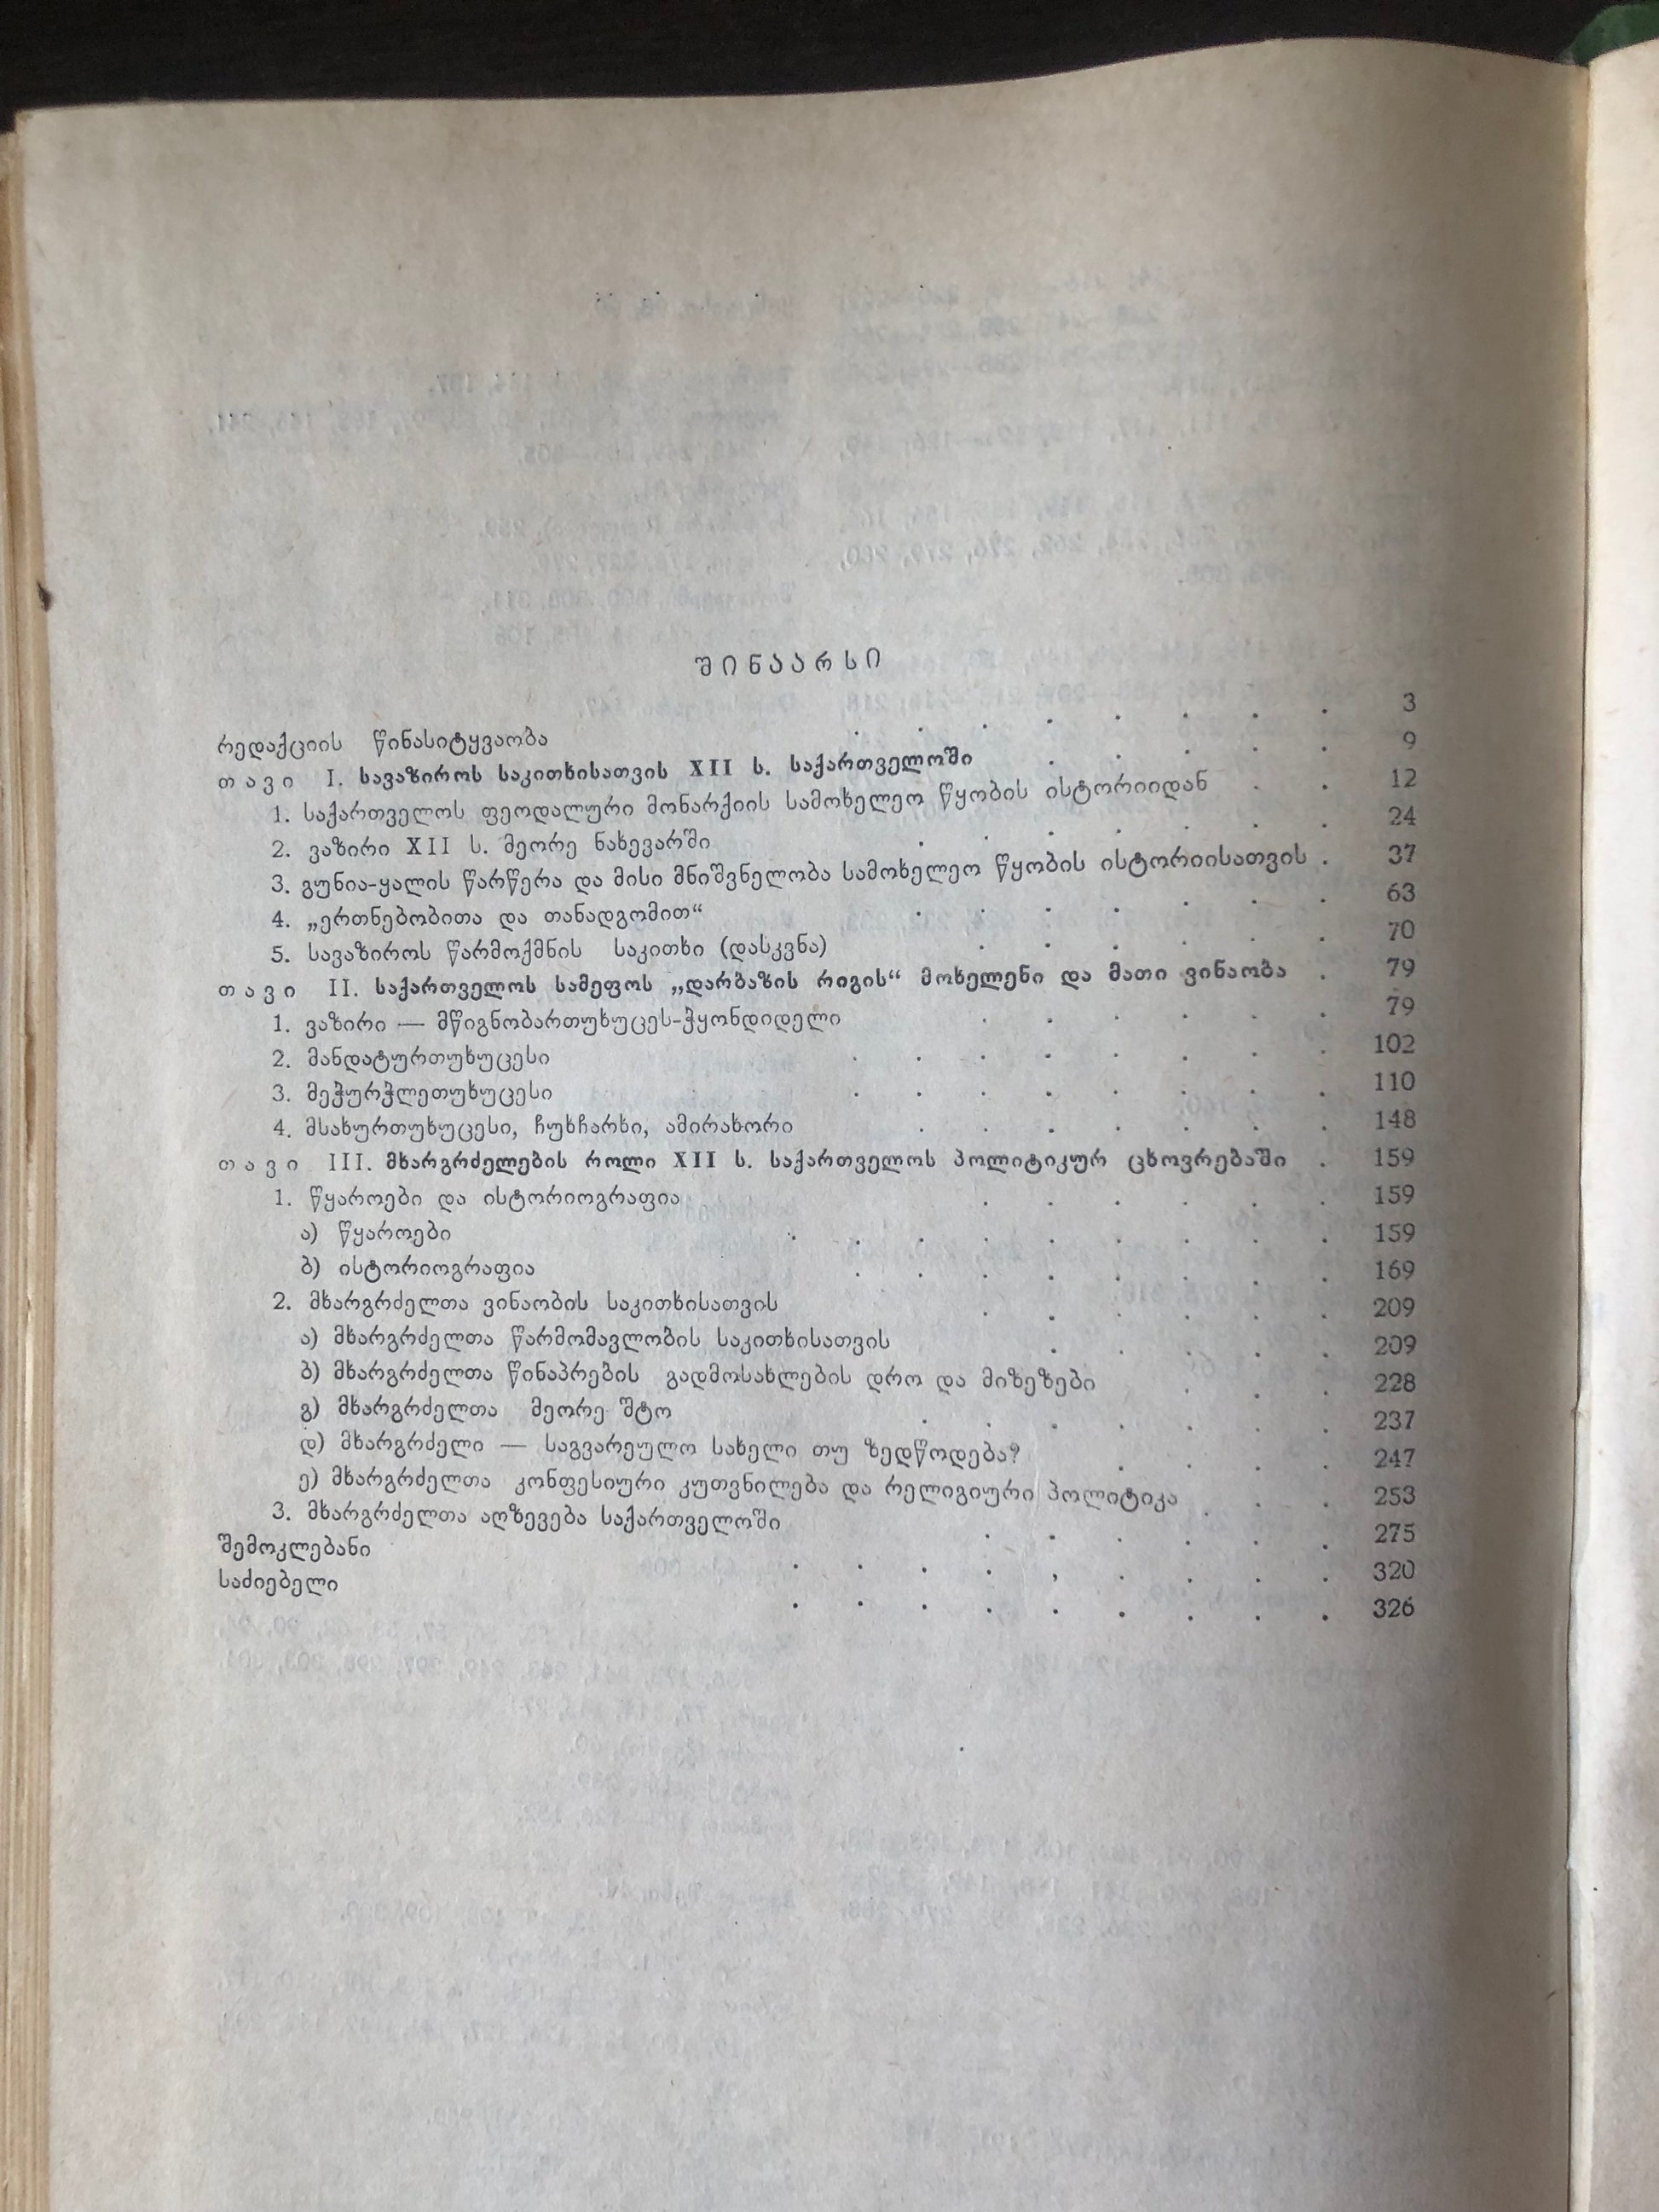 შინაარსი
რედაქციის წინასიტყვაობა . . . . . . . . 3
თავი I. სავაზიროს საკითხისათვის XII ს. საქართველოში . . . . . 9
1. საქართველოს ფეოდალური მონარქიის სამოხელეო წყობის ისტორიიდან . . 12
2. ვაზირი XII ს. მეორე ნახევარში . . . . . . . 24
3. გუნია-ყალის წარწერა და მისი მნიშვნელობა სამოხელეო წყობის ისტორიისათვის . 37
4. „ერთნებობითა და თანადგომით“ . . . . . . . 63
5. სავაზიროს წარმოქმნის საკითხი (დასკვნა) . . . . . . 70
თავი II. საქართველოს სამეფოს „დარბაზის რიგის“ მოხელენი და მათი ვინაობა . 79
1. ვაზირი — მწიგნობართუხუცეს-ჭყონდიდელი . . . . . . 79
2. მანდატურთუხუცესი . . . . . . . . 102
3. მეჭურჭლეთუხუცესი . . . . . . . . 110
4. მსახურთუხუცესი, ჩუხჩარხი, ამირახორი . . . . . . . 148
თავი III. მხარგრძელების როლი XII ს. საქართველოს პოლიტიკურ ცხოვრებაში . 159
1. წყაროები და ისტორიოგრაფია . . . . . . 159
ა) წყაროები . . . . . . . . . 159
ბ) ისტორიოგრაფია . . . . . . . . 169
2. მხარგრძელთა ვინაობის საკითხისათვის . . . . . . 209
ა) მხარგრძელთა წარმომავლობის საკითხისათვის . . . . . 209
ბ) მხარგრძელთა წინაპრების გადმოსახლების დრო და მიზეზები . . . 228
გ) მხარგრძელთა მეორე შტო . . . . . . . 237
დ) მხარგრძელი — საგვარეულო სახელი თუ ზედწოდება? . . . . 247
ე) მხარგრძელთა კონფესიური კუთვნილება და რელიგიური პოლიტიკა . . . 253
3. მხარგრძელთა აღზევება საქართველოში . . . . . . 275
შემოკლებანი . . . . , . . . . 320
საძიებელი . . . . . . . . . 326